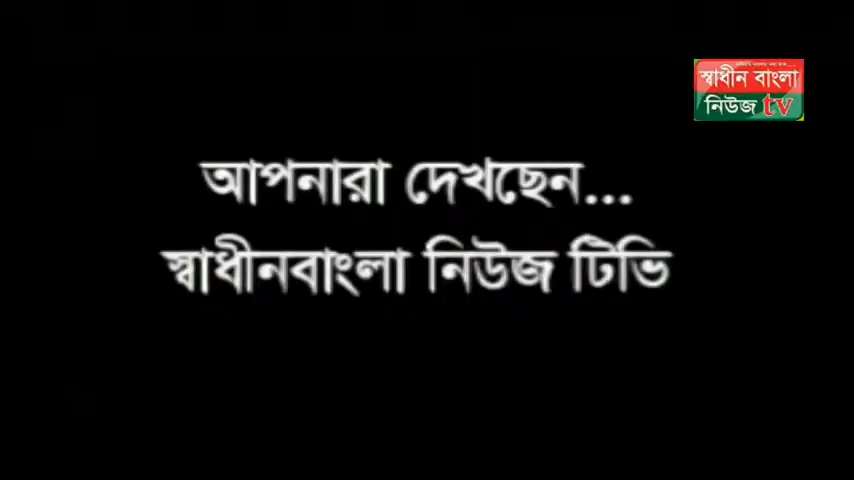 স্বাধীন বাংলা
নিউজ tv
আপনারা দেখছেন...
স্বাধীনবাংলা নিউজ টিভি